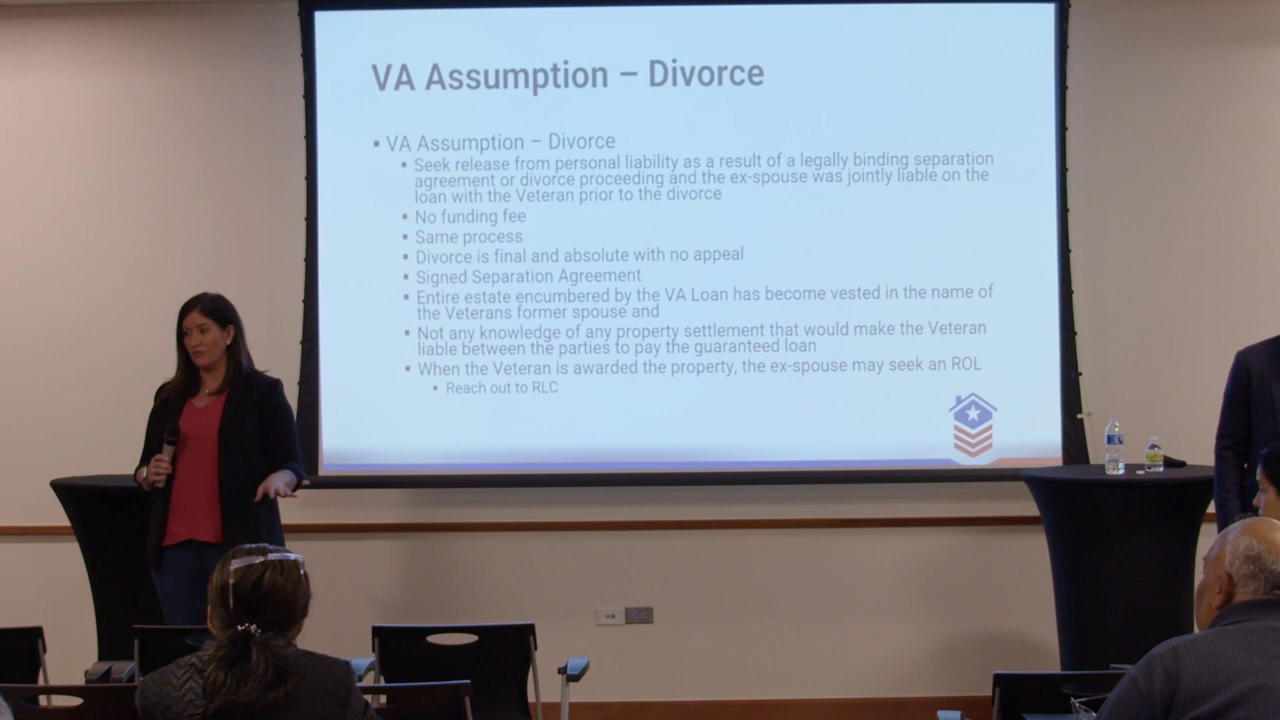 VA Assumption – Divorce
▪ VA Assumption – Divorce
▪ Seek release from personal liability as a result of a legally binding separation
agreement or divorce proceeding and the ex-spouse was jointly liable on the
loan with the Veteran prior to the divorce
▪ No funding fee
▪ Same process
▪ Divorce is final and absolute with no appeal
▪ Signed Separation Agreement
▪ Entire estate encumbered by the VA Loan has become vested in the name of
the Veterans former spouse and
▪ Not any knowledge of any property settlement that would make the Veteran
liable between the parties to pay the guaranteed loan
▪ When the Veteran is awarded the property, the ex-spouse may seek an ROL
▪ Reach out to RLC